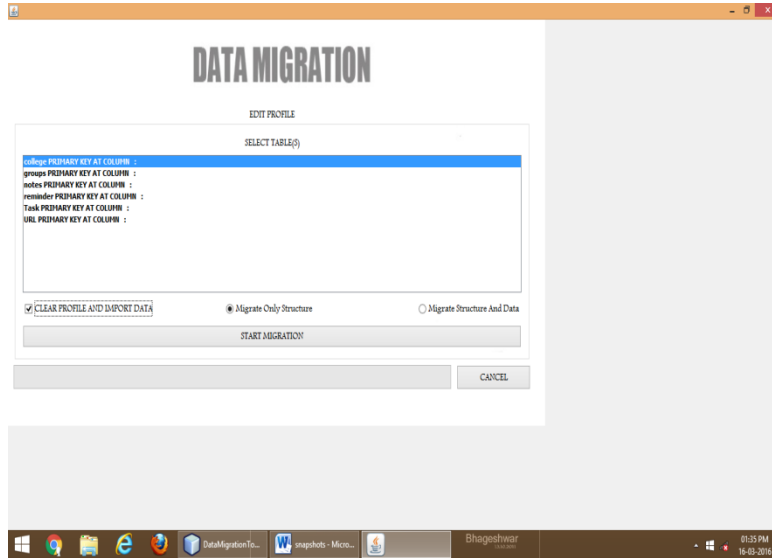 DATA MIGRATION
EDIT PROFILE
SELECT TABLE(S)
college PRIMARY KEY AT COLUMN :
groups PRIMARY KEY AT COLUMN :
notes PRIMARY KEY AT COLUMN :
reminder PRIMARY KEY AT COLUMN :
Task PRIMARY KEY AT COLUMN :
URL PRIMARY KEY AT COLUMN :
CLEAR PROFILE AND IMPORT DATA Migrate Only Structure Migrate Structure And Data
START MIGRATION
CANCEL
DataMigrationTo... snapshots - Micro... Bhageshwar 01:35 PM
16-03-2016